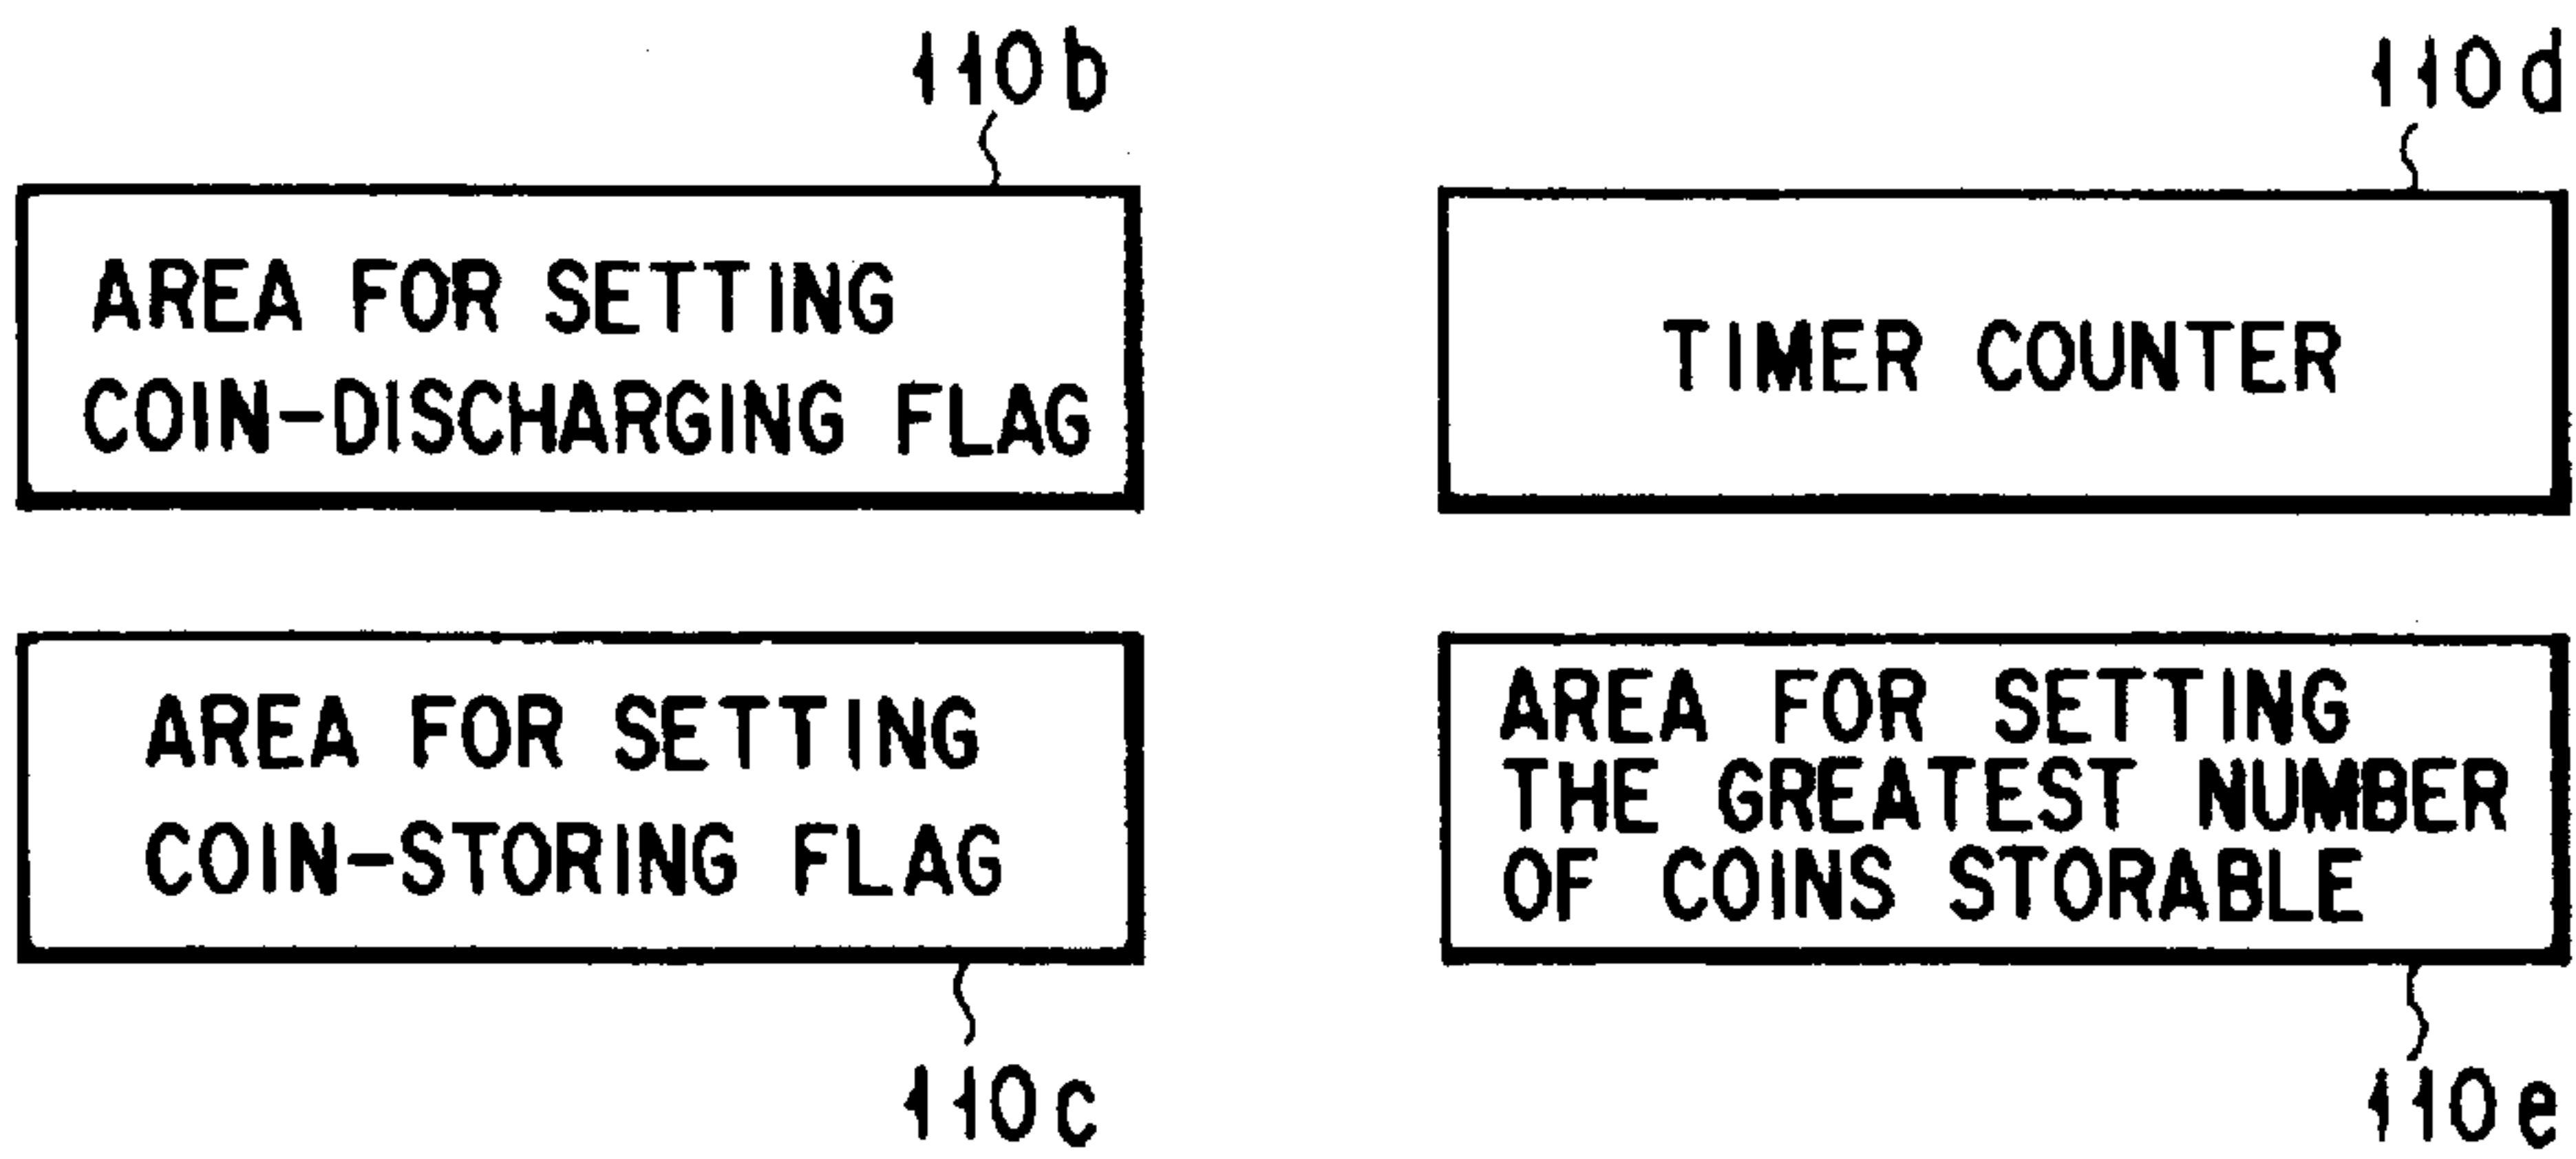 110b
AREA FOR SETTING
COIN-DISCHARGING FLAG
110d
TIMER COUNTER
AREA FOR SETTING
COIN-STORING FLAG
110c
AREA FOR SETTING
THE GREATEST NUMBER
OF COINS STORABLE
110e